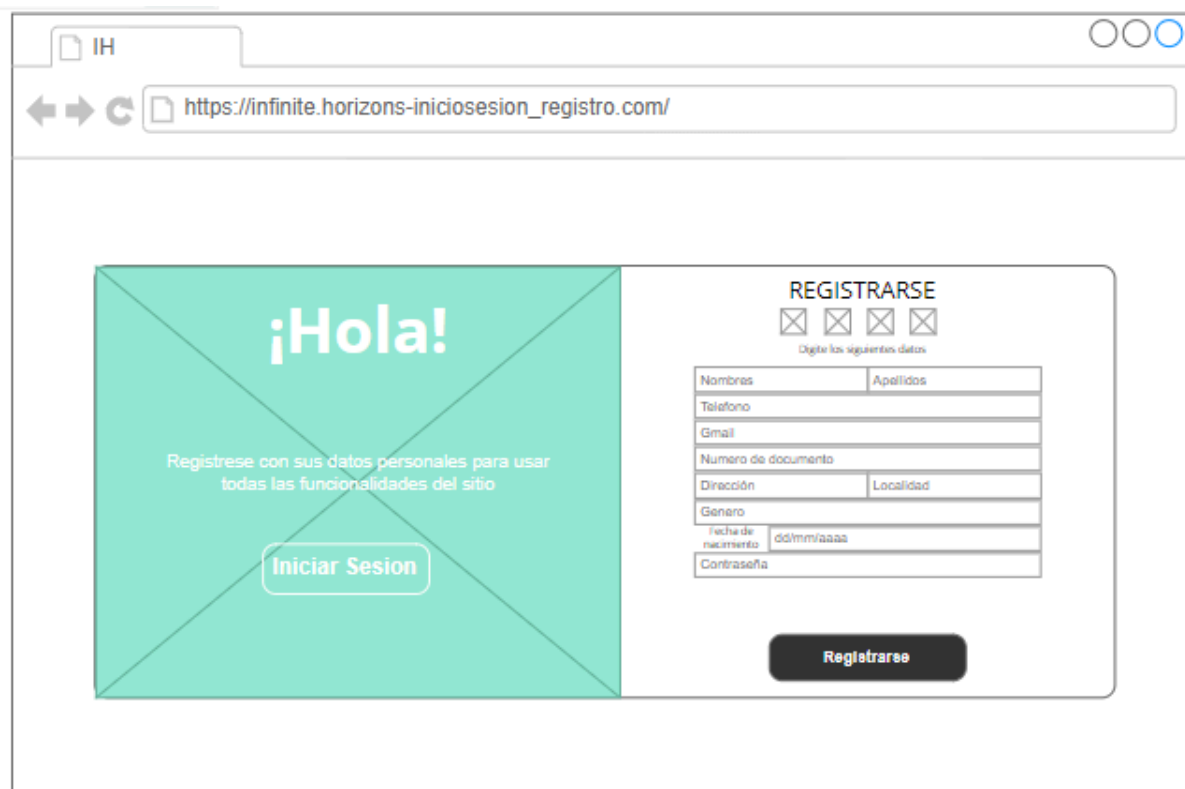 IH
https://infinite.horizons-iniciosesion_registro.com/
¡Hola!
Registrese con sus datos personales para usar
todas las funcionalidades del sitio
Iniciar Sesion
REGISTRARSE
Digite los siguientes datos
Nombres Apellidos
Telefono
Gmail
Numero de documento
Dirección Localidad
Genero
Fecha de
nacimiento
dd/mm/aaaa
Contraseña
Registrarse